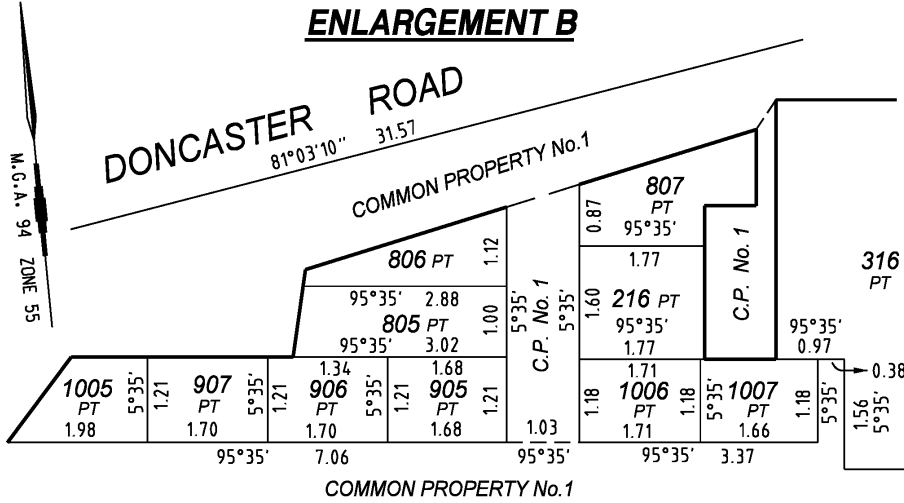 ENLARGEMENT B
DONCASTER ROAD
81°03'10" 31.57
COMMON PROPERTY No.1
M.G.A. 94 ZONE 55
807
PT
95°35'
0.87
1.77
806 PT
1.12
95°35' 2.88
805 PT
1.00
95°35' 3.02
5°35'
C.P. No. 1
5°35'
1.60
216 PT
95°35'
1.77
C.P. No. 1
316
PT
95°35'
0.97
0.38
1.56
5°35'
1005
PT
1.98
5°35'
1.21
907
PT
1.70
5°35'
1.21
1.34
906
PT
1.70
5°35'
1.21
1.68
905
PT
1.68
1.21
1.03
1.18
1.71
1006
PT
1.71
1.18
5°35'
1007
PT
1.66
1.18
5°35'
95°35' 7.06
95°35'
95°35' 3.37
COMMON PROPERTY No.1